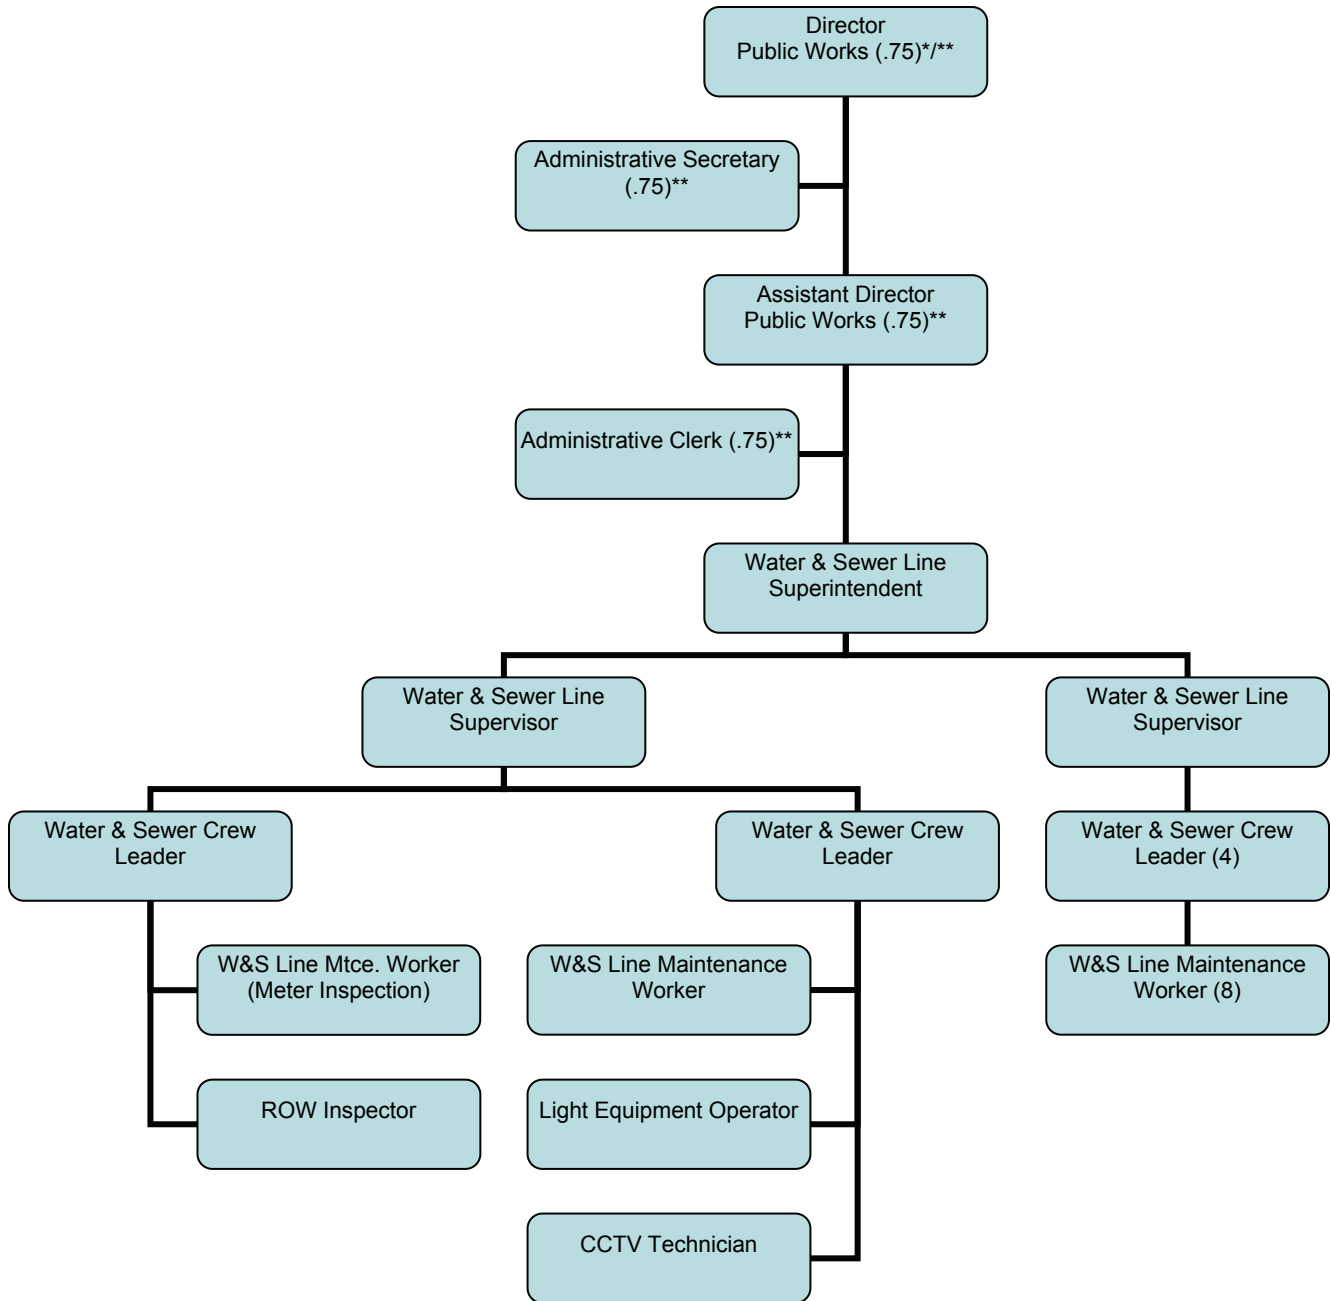 Director
Public Works (.75)*/**
Administrative Secretary
(.75)**
Assistant Director
Public Works (.75)**
Administrative Clerk (.75)**
Water & Sewer Line
Superintendent
Water & Sewer Line
Supervisor
Water & Sewer Line
Supervisor
Water & Sewer Crew
Leader
Water & Sewer Crew
Leader
Water & Sewer Crew
Leader (4)
W&S Line Mtce. Worker
(Meter Inspection)
W&S Line Maintenance
Worker
W&S Line Maintenance
Worker (8)
ROW Inspector
Light Equipment Operator
CCTV Technician